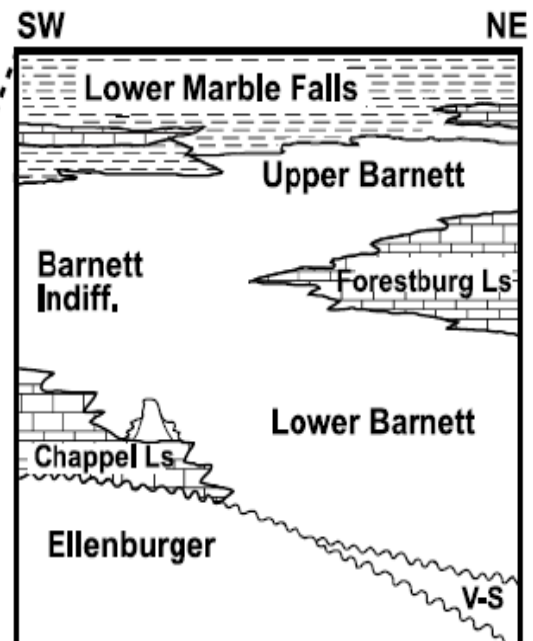 SW
NE
Lower Marble Falls
Upper Barnett
Barnett
Indiff.
Forestburg Ls
Lower Barnett
Chappel Ls
Ellenburger
V-S